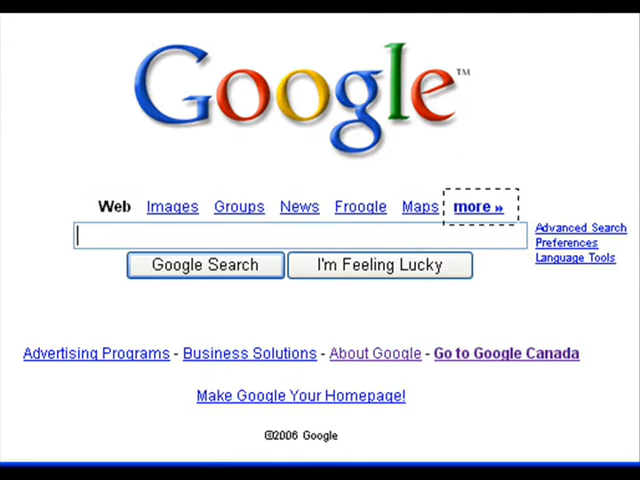 Google™
Web Images Groups News Froogle Maps more »
Advanced Search
Preferences
Language Tools
Google Search I'm Feeling Lucky
Advertising Programs - Business Solutions - About Google - Go to Google Canada
Make Google Your Homepage!
©2006 Google